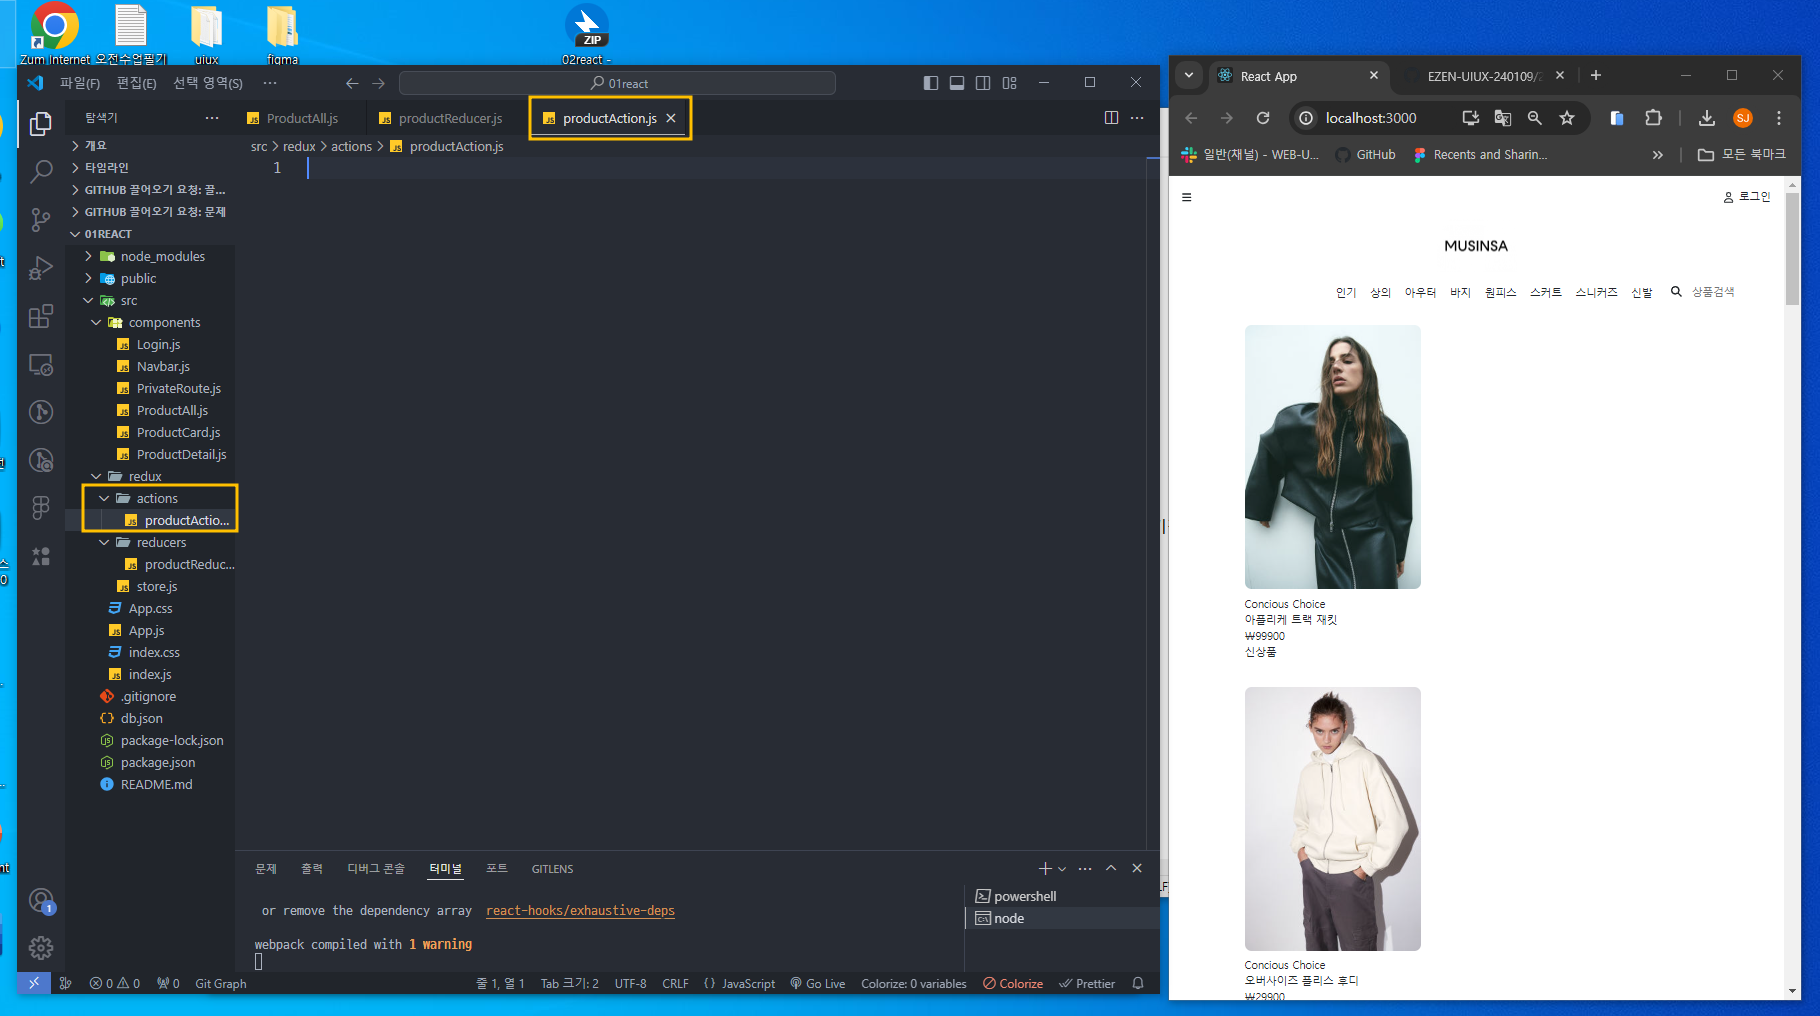 Zum Internet
오전수업필기
uiux
figma
ZIP
02react -
파일(F)
편집(E)
선택 영역(S)
···
01react
탐색기
···
ProductAll.js
productReducer.js
productAction.js
개요
타임라인
GITHUB 끌어오기 요청: 끌...
GITHUB 끌어오기 요청: 문제
01REACT
node_modules
public
src
components
Login.js
Navbar.js
PrivateRoute.js
ProductAll.js
ProductCard.js
ProductDetail.js
redux
actions
productActio...
reducers
productReduc...
store.js
App.css
App.js
index.css
index.js
.gitignore
db.json
package-lock.json
package.json
README.md
src > redux > actions > productAction.js
1
문제
출력
디버그 콘솔
터미널
포트
GITLENS
or remove the dependency array react-hooks/exhaustive-deps
webpack compiled with 1 warning
powershell
node
1
0 0
0
Git Graph
줄 1, 열 1
Tab 크기: 2
UTF-8
CRLF
{ } JavaScript
Go Live
Colorize: 0 variables
Colorize
Prettier
React App
EZEN-UIUX-240109/2
localhost:3000
SJ
일반(채널) - WEB-U...
GitHub
Recents and Sharin...
모든 북마크
로그인
MUSINSA
인기
상의
아우터
바지
원피스
스커트
스니커즈
신발
상품검색
Concious Choice
아플리케 트랙 재킷
₩99900
신상품
Concious Choice
오버사이즈 플리스 후디
₩29900